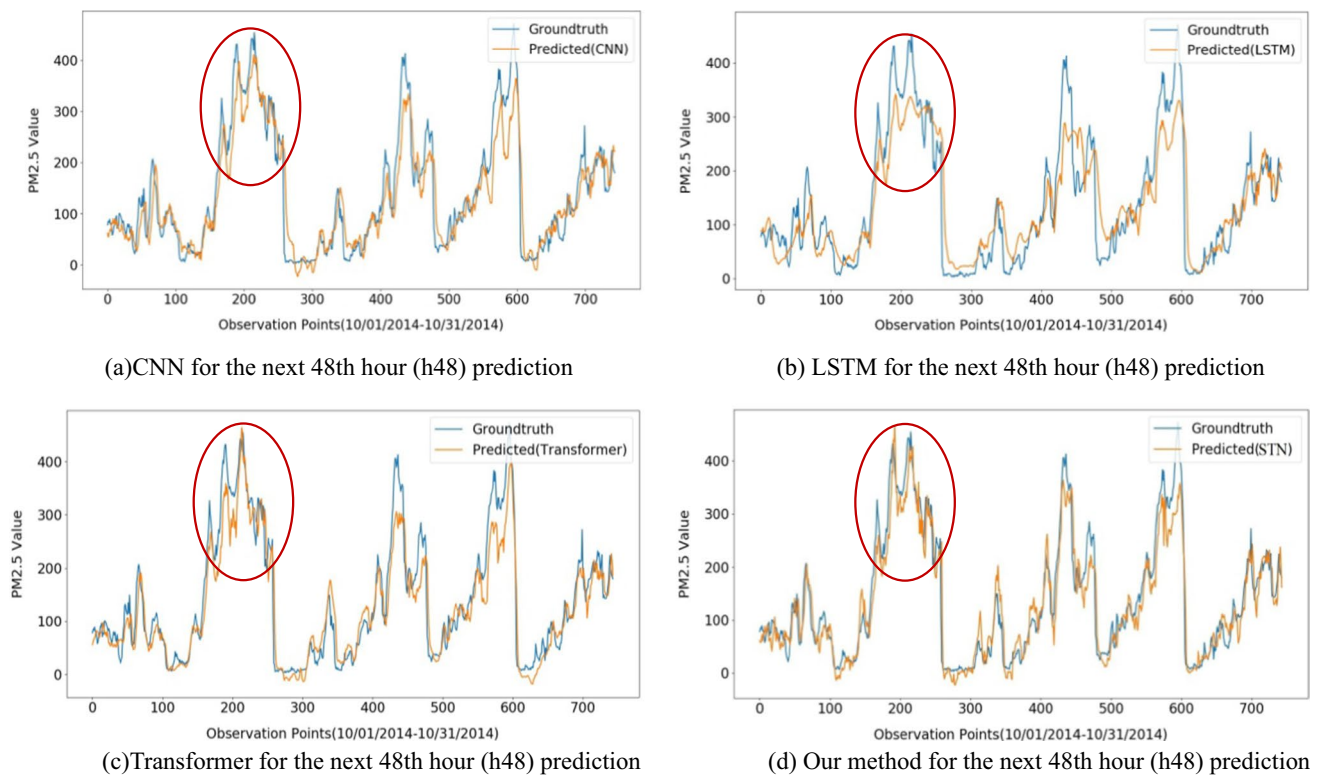 Groundtruth
Predicted(CNN)
400
300
200
100
0
PM2.5 Value
0 100 200 300 400 500 600 700
Observation Points(10/01/2014-10/31/2014)
(a)CNN for the next 48th hour (h48) prediction
Groundtruth
Predicted(LSTM)
400
300
200
100
0
PM2.5 Value
0 100 200 300 400 500 600 700
Observation Points(10/01/2014-10/31/2014)
(b) LSTM for the next 48th hour (h48) prediction
Groundtruth
Predicted(Transformer)
400
300
200
100
0
PM2.5 Value
0 100 200 300 400 500 600 700
Observation Points(10/01/2014-10/31/2014)
(c)Transformer for the next 48th hour (h48) prediction
Groundtruth
Predicted(STN)
400
300
200
100
0
PM2.5 Value
0 100 200 300 400 500 600 700
Observation Points(10/01/2014-10/31/2014)
(d) Our method for the next 48th hour (h48) prediction